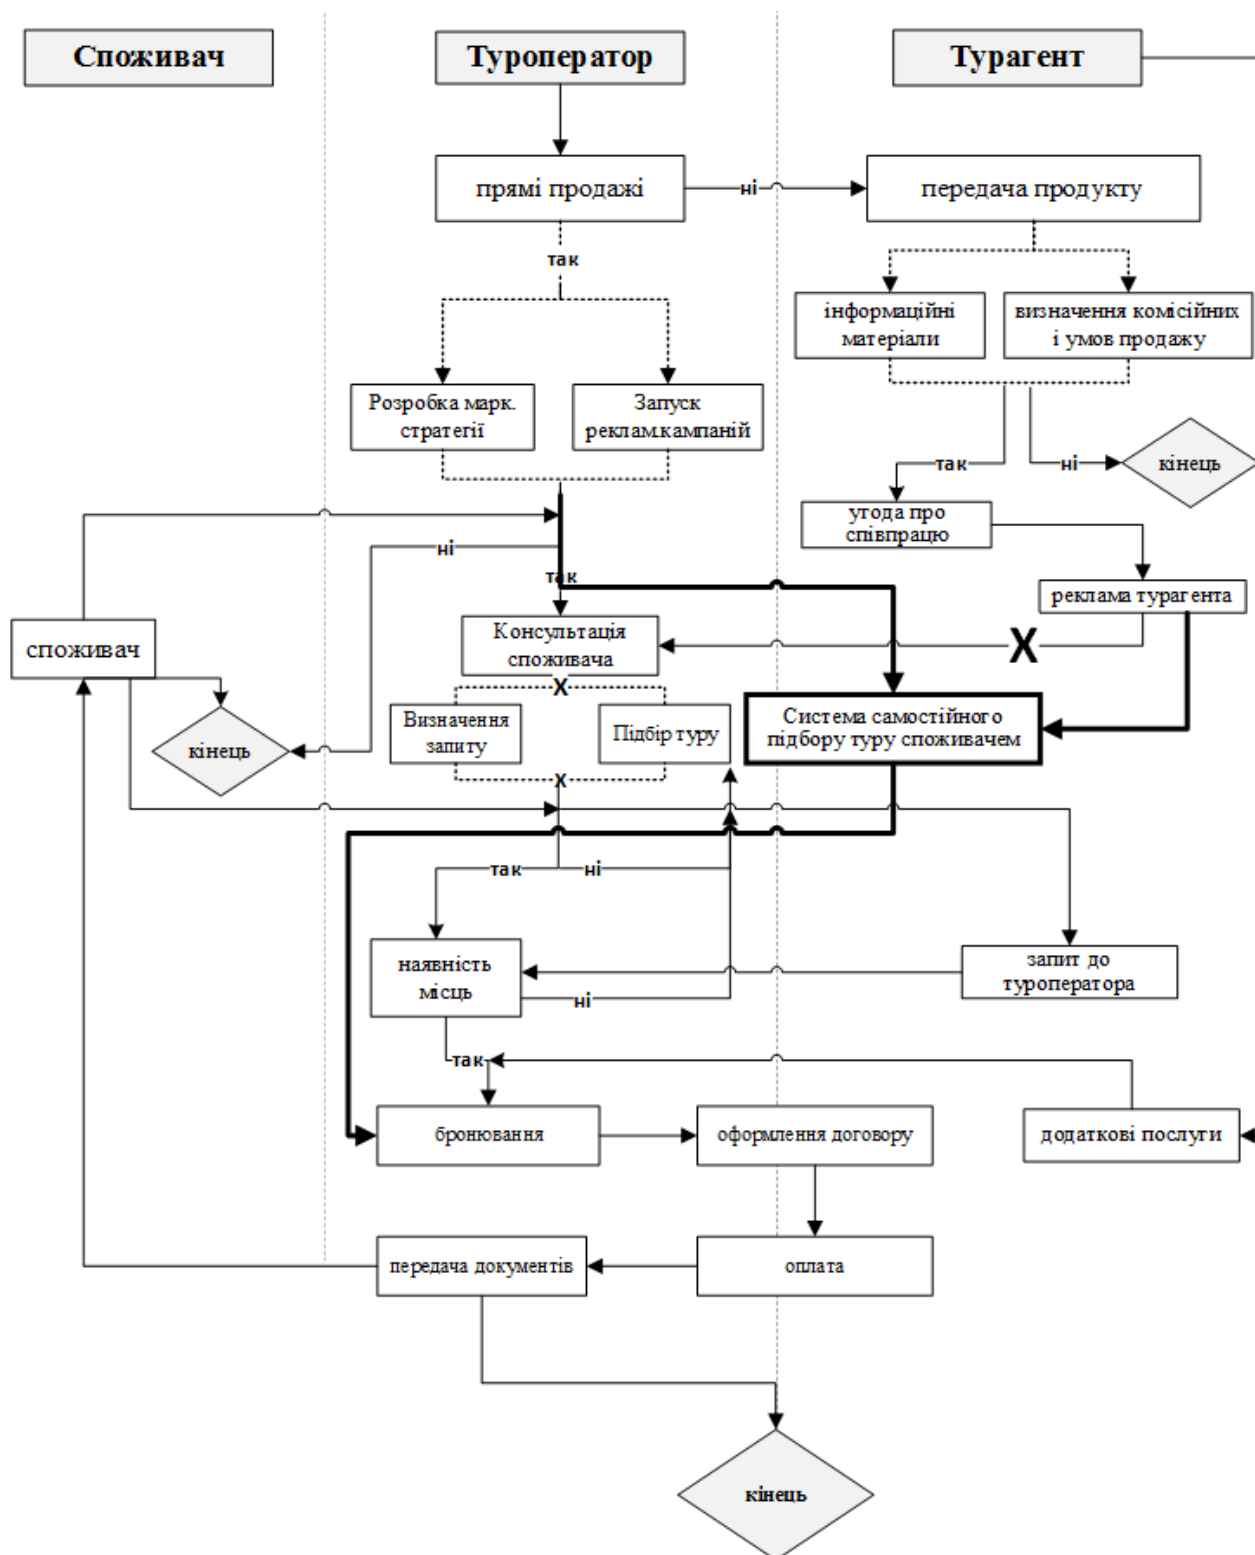 Споживач
Туроператор
Турагент
прямі продажі
ні
передача продукту
так
інформаційні
матеріали
визначення комісійних
і умов продажу
Розробка марк.
стратегії
Запуск
реклам.кампаній
так
ні
кінець
угода про
співпрацю
ні
так
реклама турагента
споживач
Консультація
споживача
X
X
Визначення
запиту
Підбір туру
Система самостійного
підбору туру споживачем
кінець
X
так
ні
наявність
місць
ні
запит до
туроператора
так
бронювання
оформлення договору
додаткові послуги
передача документів
оплата
кінець